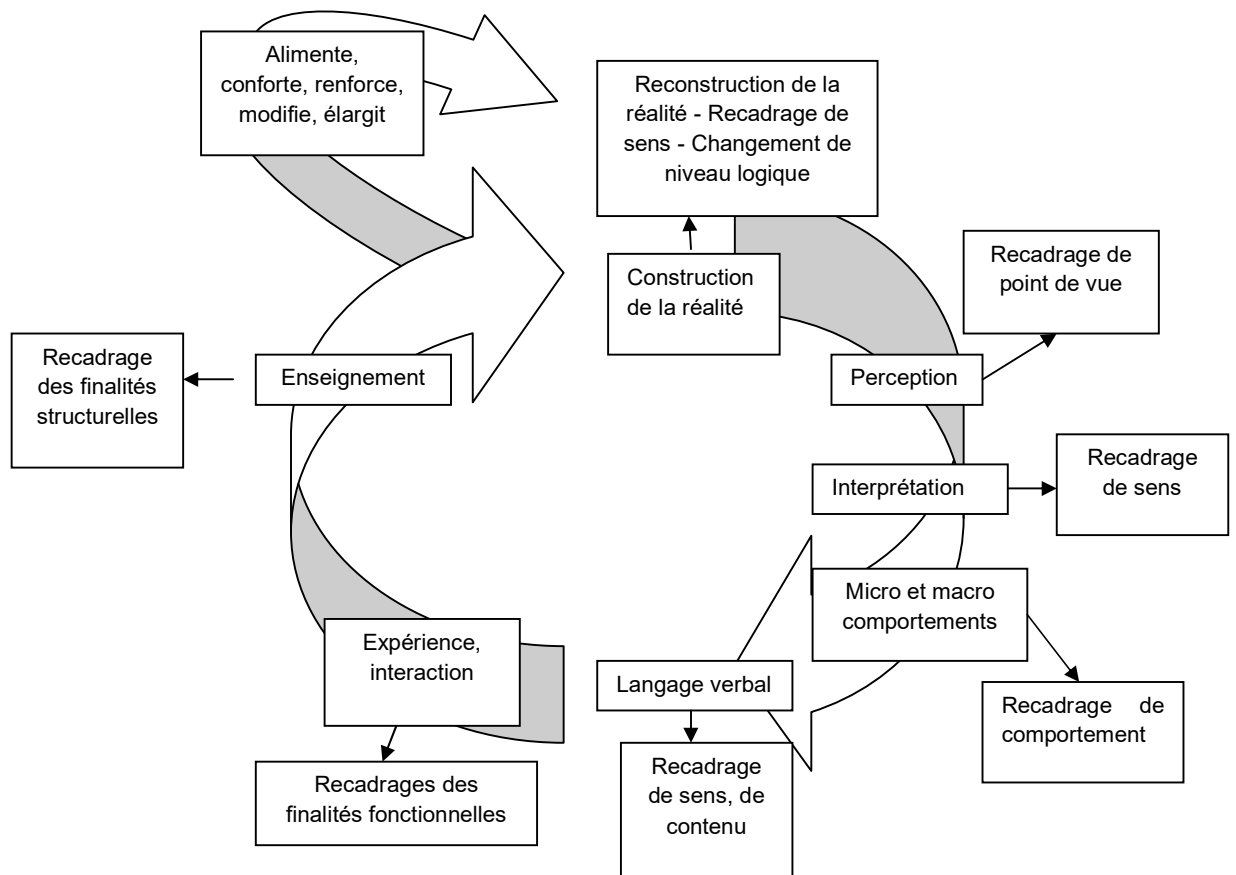 Alimente,
conforte, renforce,
modifie, élargit
Reconstruction de la
réalité - Recadrage de
sens - Changement de
niveau logique
Construction
de la réalité
Recadrage de
point de vue
Recadrage
des finalités
structurelles
Enseignement
Perception
Interprétation
Recadrage
de sens
Micro et macro
comportements
Expérience,
interaction
Langage verbal
Recadrage de
comportement
Recadrages des
finalités fonctionnelles
Recadrage
de sens, de
contenu